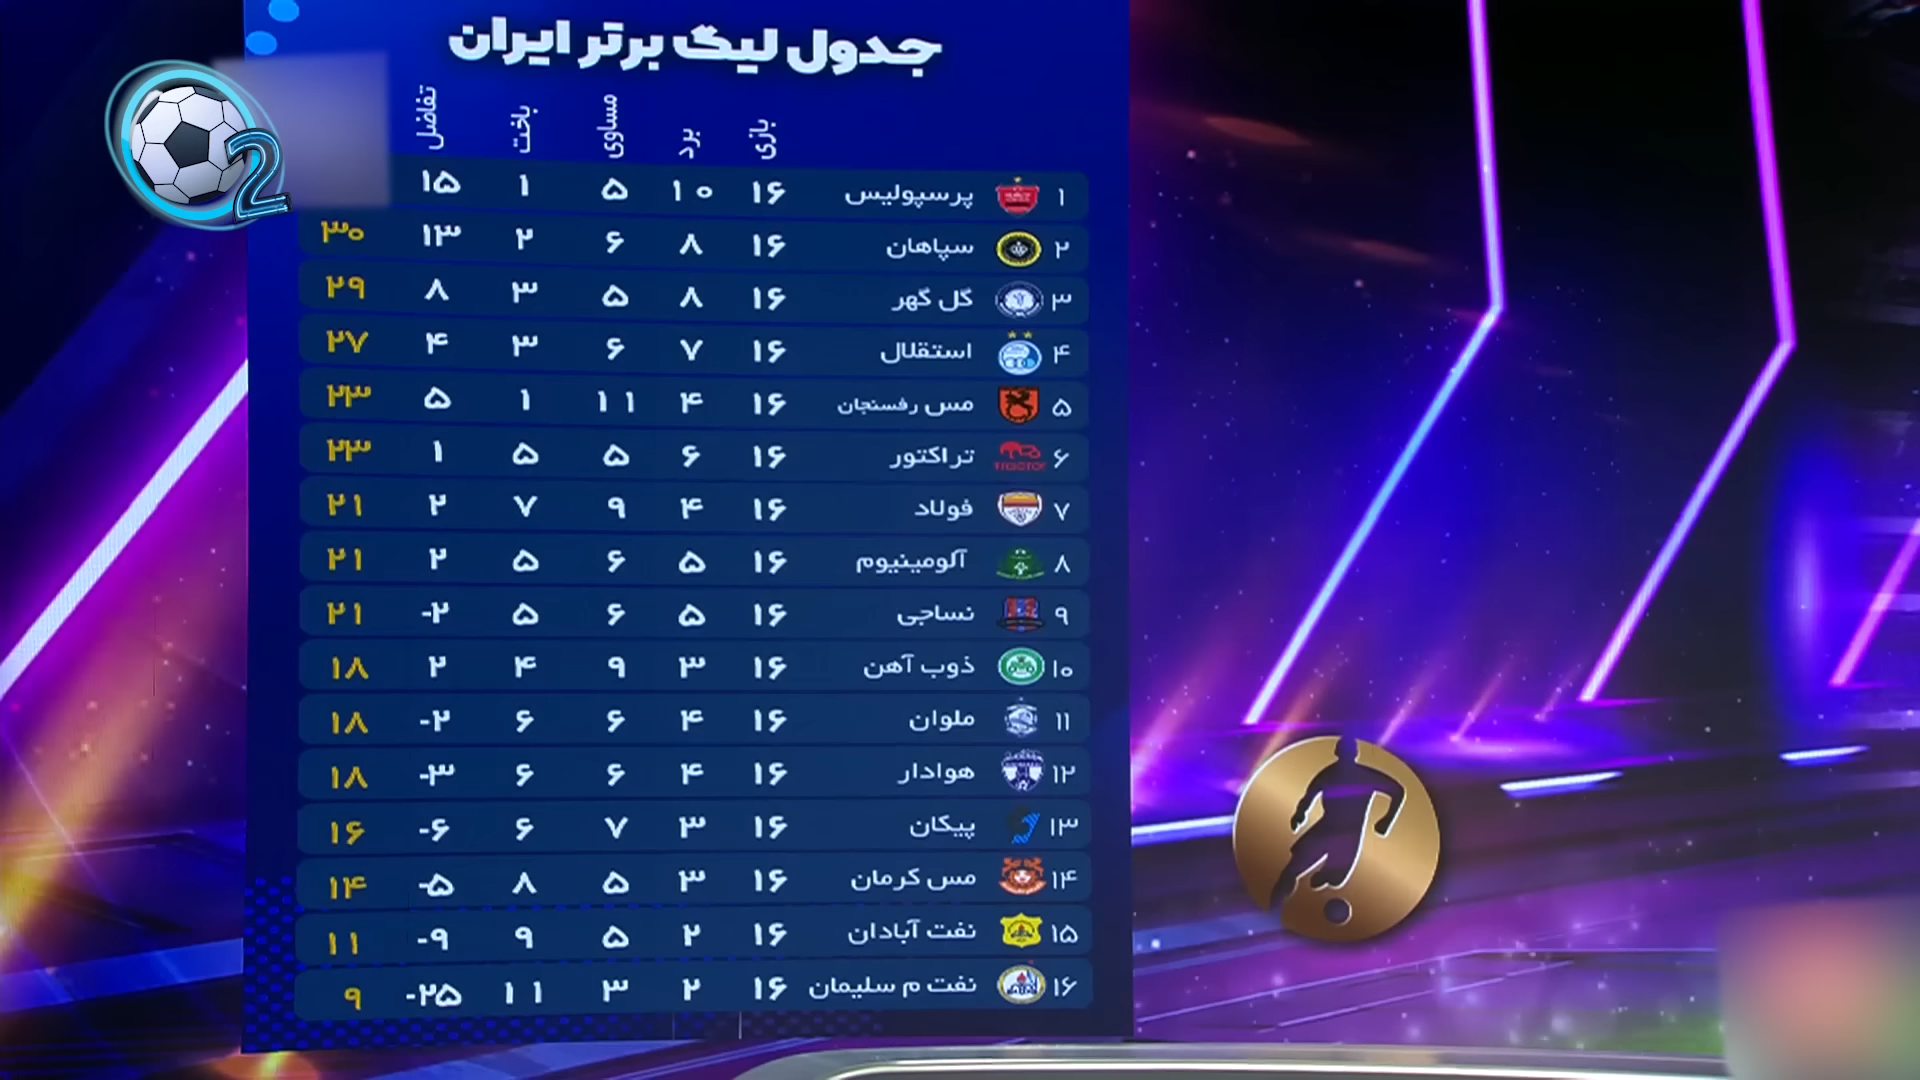 جدول لیگ برتر ایران
بازی برد مساوی باخت تفاضل
۱ پرسپولیس ۱۶ ۱۰ ۵ ۱ ۱۵
۲ سپاهان ۱۶ ۸ ۶ ۲ ۱۳ ۳۰
۳ گل گهر ۱۶ ۸ ۵ ۳ ۸ ۲۹
۴ استقلال ۱۶ ۷ ۶ ۳ ۴ ۲۷
۵ مس رفسنجان ۱۶ ۴ ۱۱ ۱ ۵ ۲۳
۶ تراکتور ۱۶ ۶ ۵ ۵ ۱ ۲۳
۷ فولاد ۱۶ ۴ ۹ ۷ ۲ ۲۱
۸ آلومینیوم ۱۶ ۵ ۶ ۵ ۲ ۲۱
۹ نساجی ۱۶ ۵ ۶ ۵ -۲ ۲۱
۱۰ ذوب آهن ۱۶ ۳ ۹ ۴ ۲ ۱۸
۱۱ ملوان ۱۶ ۴ ۶ ۶ -۲ ۱۸
۱۲ هوادار ۱۶ ۴ ۶ ۶ -۳ ۱۸
۱۳ پیکان ۱۶ ۳ ۷ ۶ -۶ ۱۶
۱۴ مس کرمان ۱۶ ۳ ۵ ۸ -۵ ۱۴
۱۵ نفت آبادان ۱۶ ۲ ۵ ۹ -۹ ۱۱
۱۶ نفت م سلیمان ۱۶ ۲ ۳ ۱۱ -۲۵ ۹
2